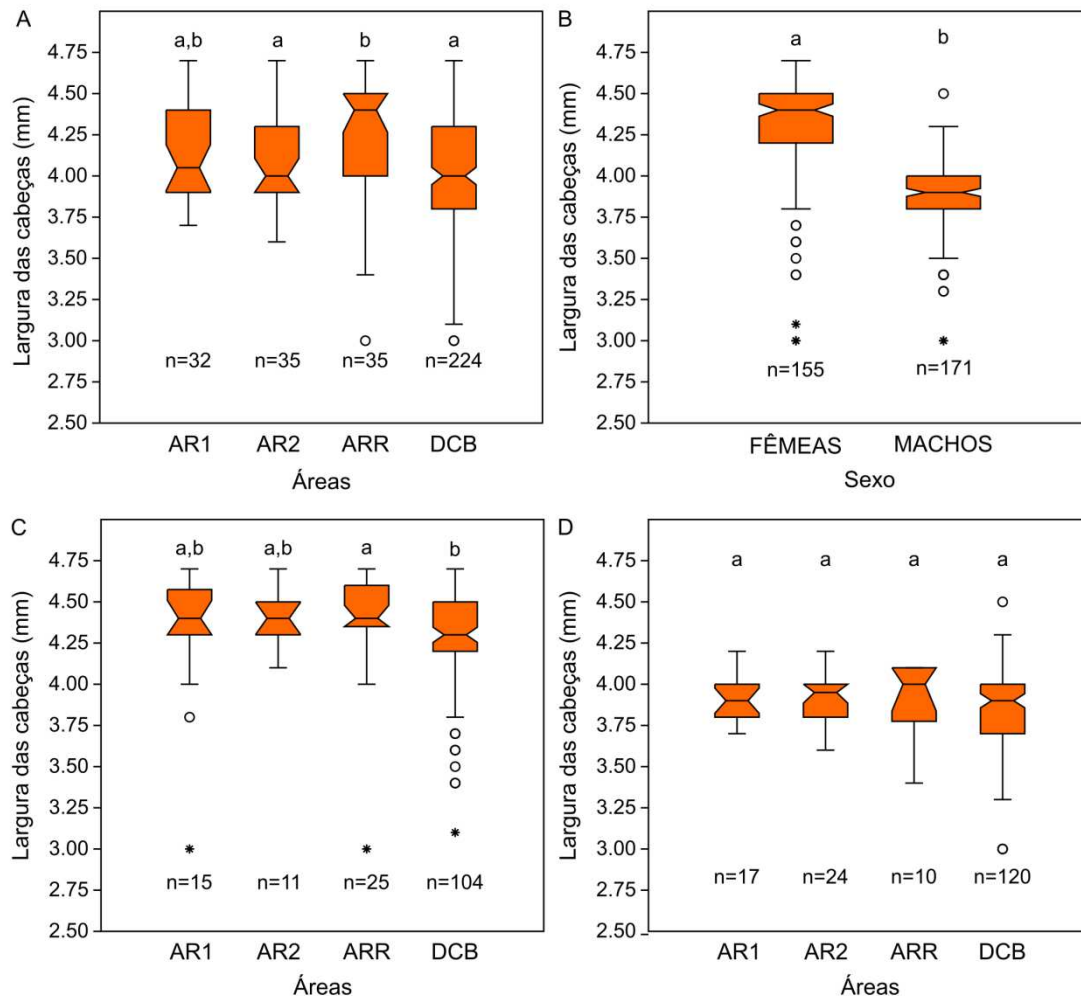 A
Largura das cabeças (mm)
4.75
4.50
4.25
4.00
3.75
3.50
3.25
3.00
2.75
2.50
a,b a b a
n=32 n=35 n=35 n=224
AR1 AR2 ARR DCB
Áreas
B
Largura das cabeças (mm)
4.75
4.50
4.25
4.00
3.75
3.50
3.25
3.00
2.75
2.50
a b
n=155 n=171
FÊMEAS MACHOS
Sexo
C
Largura das cabeças (mm)
4.75
4.50
4.25
4.00
3.75
3.50
3.25
3.00
2.75
2.50
a,b a,b a b
n=15 n=11 n=25 n=104
AR1 AR2 ARR DCB
Áreas
D
Largura das cabeças (mm)
4.75
4.50
4.25
4.00
3.75
3.50
3.25
3.00
2.75
2.50
a a a a
n=17 n=24 n=10 n=120
AR1 AR2 ARR DCB
Áreas